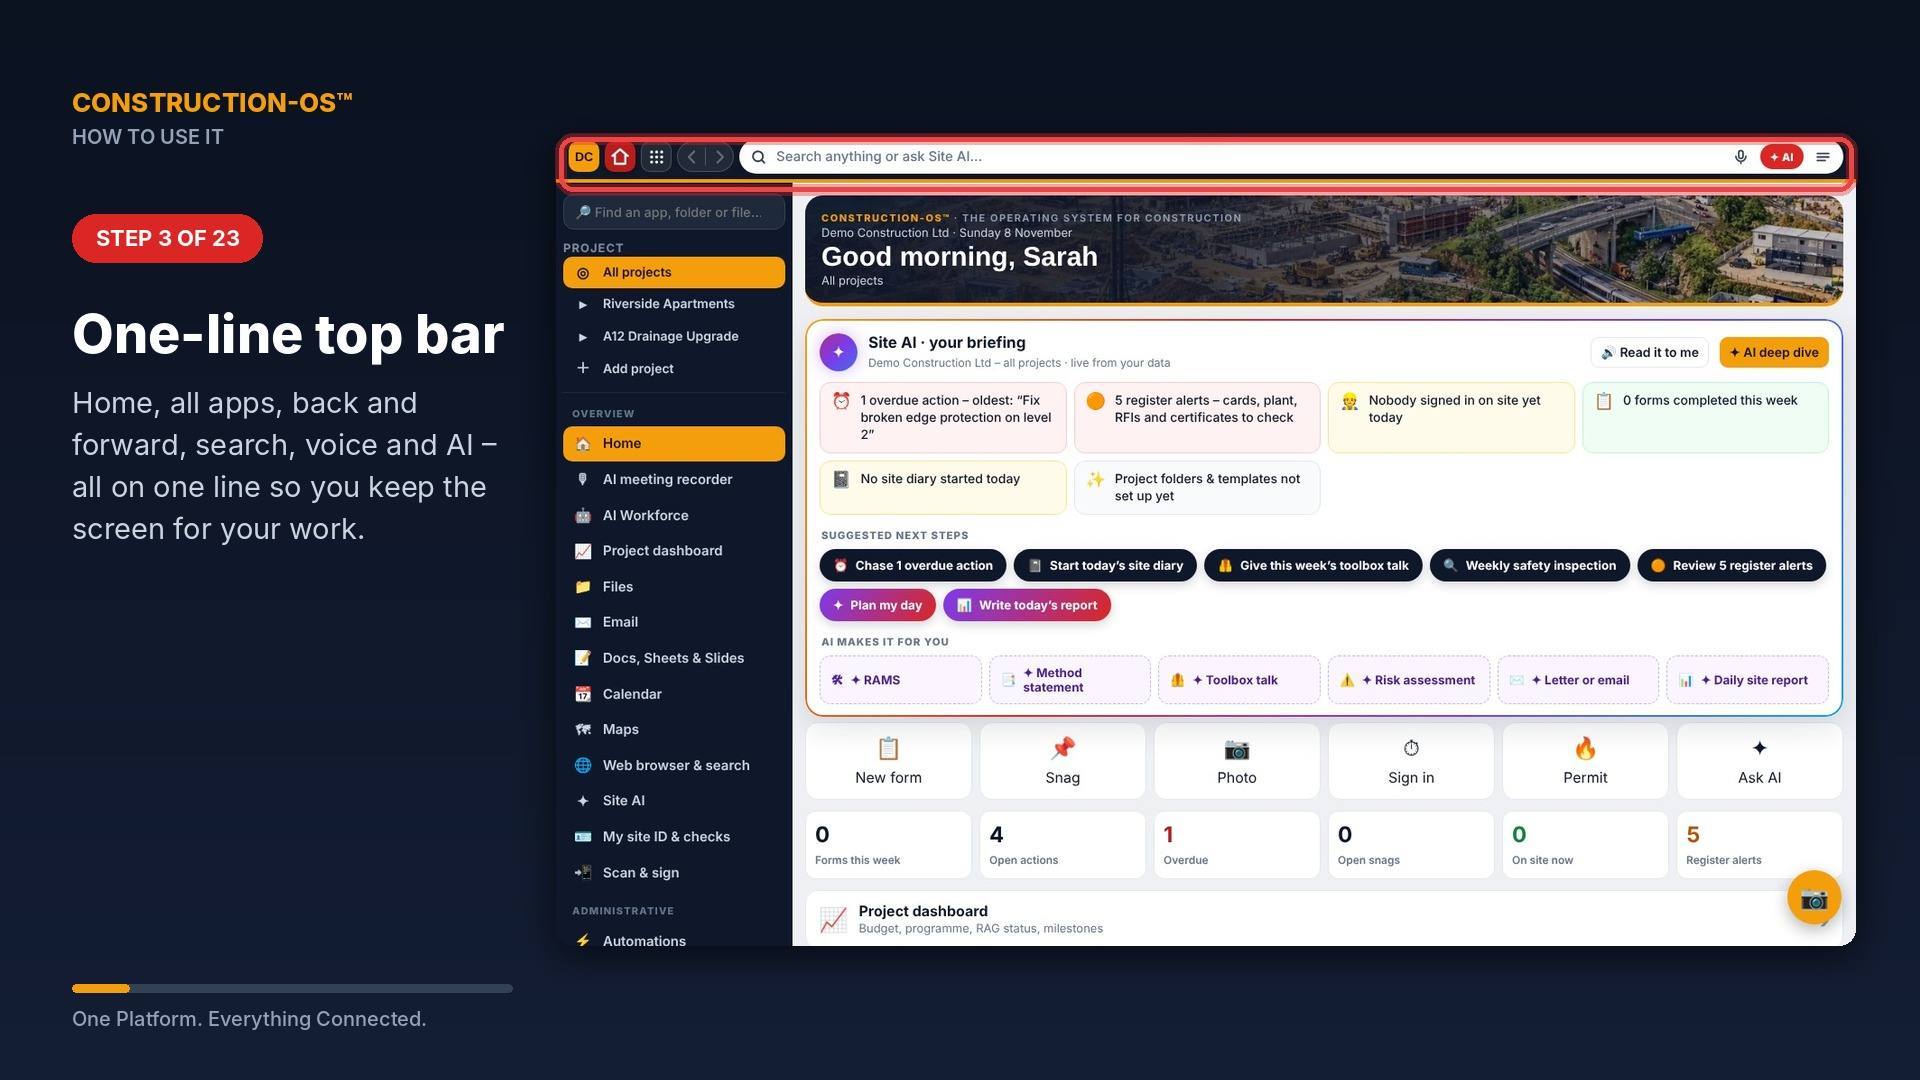 CONSTRUCTION-OS™
HOW TO USE IT
STEP 3 OF 23
One-line top bar
Home, all apps, back and
forward, search, voice and AI –
all on one line so you keep the
screen for your work.
One Platform. Everything Connected.
DC
Search anything or ask Site AI...
✦ AI
Find an app, folder or file...
PROJECT
All projects
Riverside Apartments
A12 Drainage Upgrade
Add project
OVERVIEW
Home
AI meeting recorder
AI Workforce
Project dashboard
Files
Email
Docs, Sheets & Slides
Calendar
Maps
Web browser & search
Site AI
My site ID & checks
Scan & sign
ADMINISTRATIVE
Automations
CONSTRUCTION-OS™ · THE OPERATING SYSTEM FOR CONSTRUCTION
Demo Construction Ltd · Sunday 8 November
Good morning, Sarah
All projects
Site AI · your briefing
Demo Construction Ltd – all projects · live from your data
Read it to me
✦ AI deep dive
1 overdue action – oldest: “Fix
broken edge protection on level
2”
5 register alerts – cards, plant,
RFIs and certificates to check
Nobody signed in on site yet
today
0 forms completed this week
No site diary started today
Project folders & templates not
set up yet
SUGGESTED NEXT STEPS
Chase 1 overdue action
Start today’s site diary
Give this week’s toolbox talk
Weekly safety inspection
Review 5 register alerts
Plan my day
Write today’s report
AI MAKES IT FOR YOU
✦ RAMS
✦ Method
statement
✦ Toolbox talk
✦ Risk assessment
✦ Letter or email
✦ Daily site report
New form
Snag
Photo
Sign in
Permit
Ask AI
0
Forms this week
4
Open actions
1
Overdue
0
Open snags
0
On site now
5
Register alerts
Project dashboard
Budget, programme, RAG status, milestones